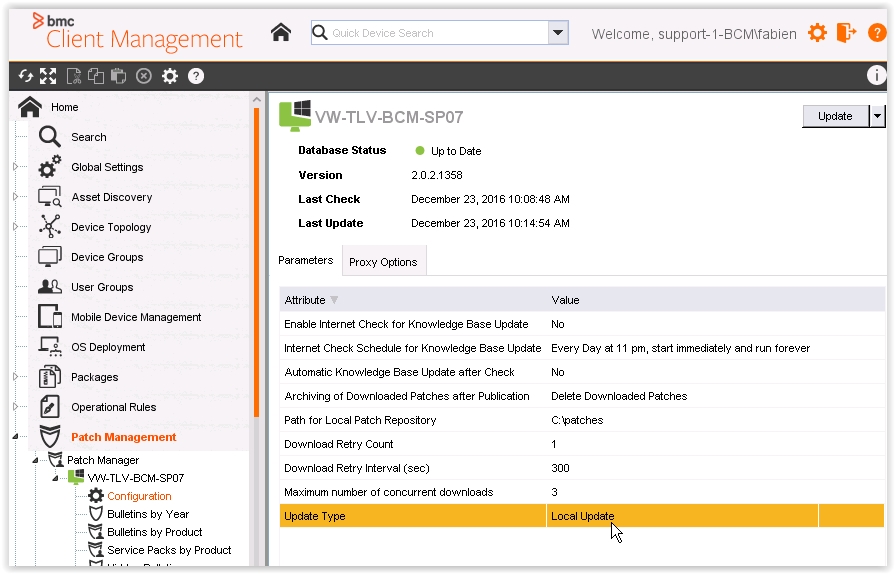 bmc
Client Management
Quick Device Search
Welcome, support-1-BCM\fabien
Home
Search
Global Settings
Asset Discovery
Device Topology
Device Groups
User Groups
Mobile Device Management
OS Deployment
Packages
Operational Rules
Patch Management
Patch Manager
VW-TLV-BCM-SP07
Configuration
Bulletins by Year
Bulletins by Product
Service Packs by Product
VW-TLV-BCM-SP07
Update
Database Status Up to Date
Version 2.0.2.1358
Last Check December 23, 2016 10:08:48 AM
Last Update December 23, 2016 10:14:54 AM
Parameters Proxy Options
Attribute Value
Enable Internet Check for Knowledge Base Update No
Internet Check Schedule for Knowledge Base Update Every Day at 11 pm, start immediately and run forever
Automatic Knowledge Base Update after Check No
Archiving of Downloaded Patches after Publication Delete Downloaded Patches
Path for Local Patch Repository C:\patches
Download Retry Count 1
Download Retry Interval (sec) 300
Maximum number of concurrent downloads 3
Update Type Local Update